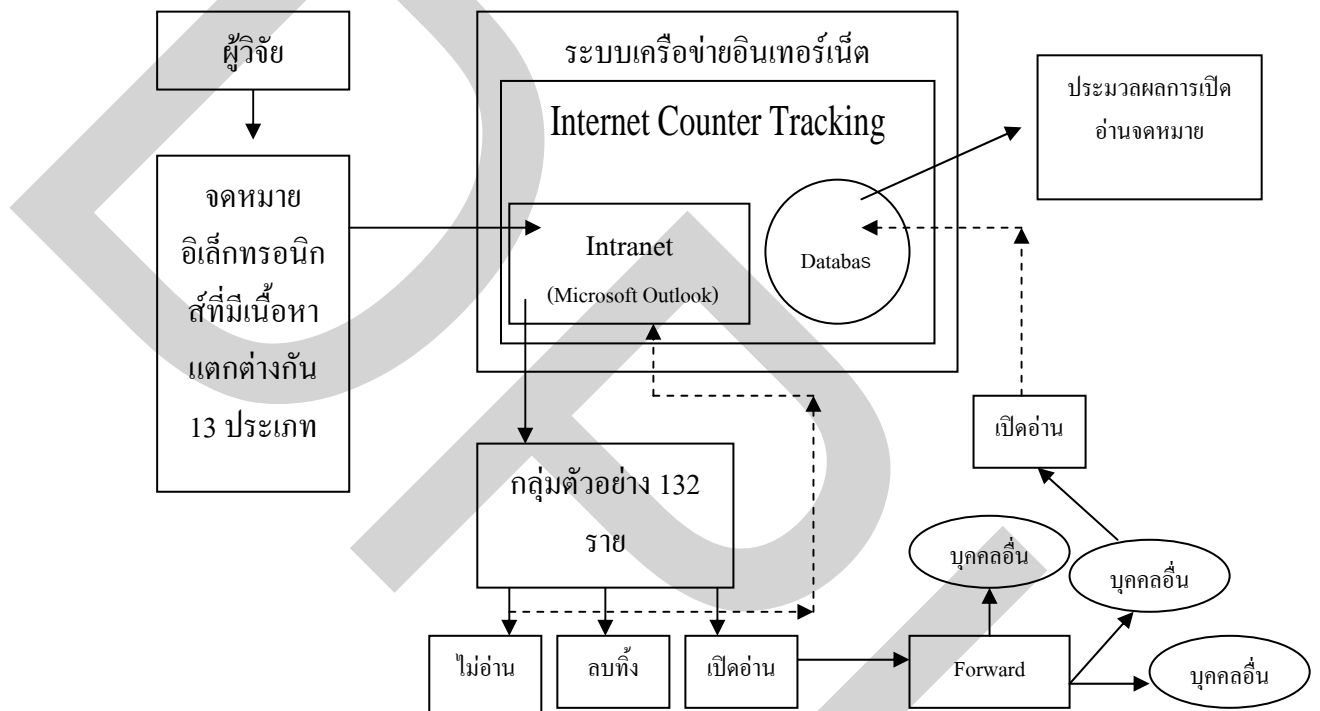 ผู้วิจัย
ระบบเครือข่ายอินเทอร์เน็ต
Internet Counter Tracking
ประมวลผลการเปิด
อ่านจดหมาย
จดหมาย
อิเล็กทรอนิก
ส์ที่มีเนื้อหา
แตกต่างกัน
13 ประเภท
Intranet
(Microsoft Outlook)
Databas
เปิดอ่าน
กลุ่มตัวอย่าง 132
ราย
บุคคลอื่น
บุคคลอื่น
ไม่อ่าน
ลบทิ้ง
เปิดอ่าน
Forward
บุคคลอื่น